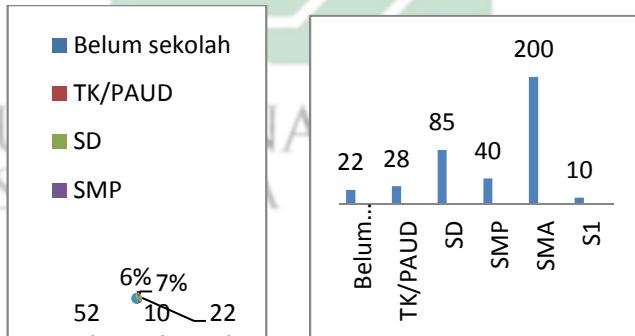 Belum sekolah
TK/PAUD
SD
SMP
6% 7%
52 10 22
200
85
40
22 28
10
Belum...
TK/PAUD
SD
SMP
SMA
S1